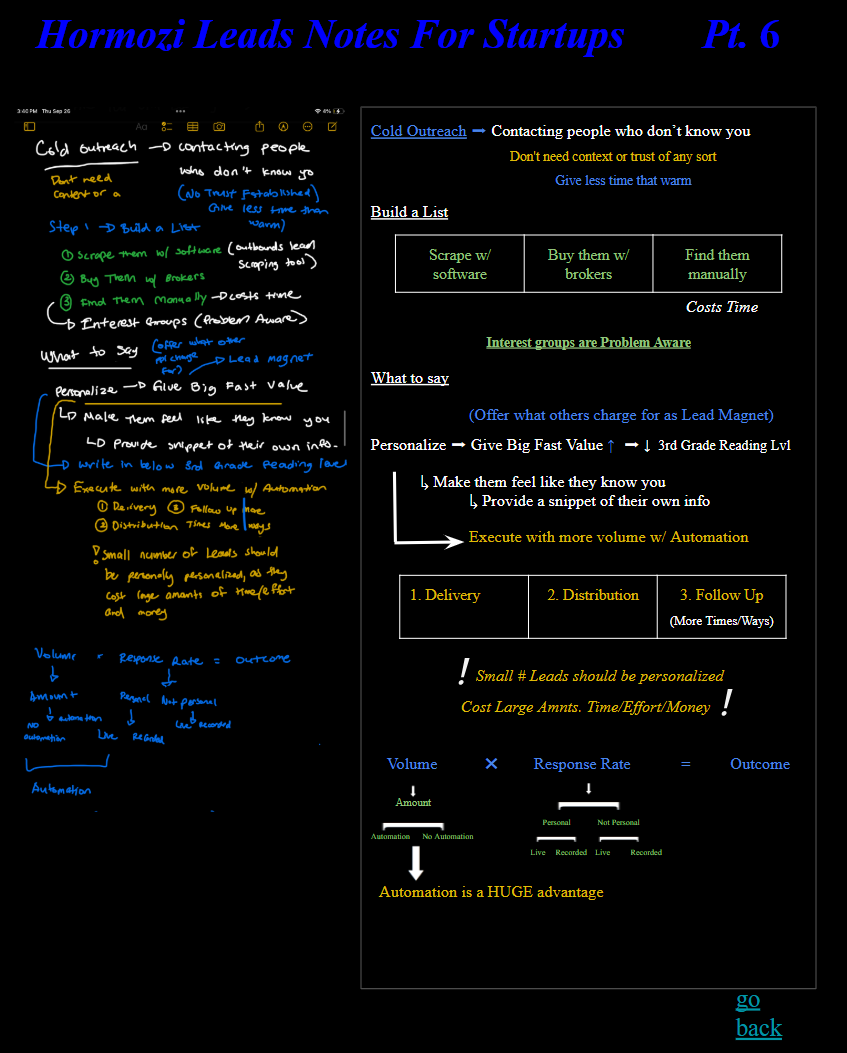 Hormozi Leads Notes For Startups Pt. 6
3:40 PM Thu Sep 26
4%
Aa
Cold outreach → contacting people
who don't know yo
Don't need
content or a
(No Trust Established)
Give less time than
warm)
Step 1 → Build a List
① Scrape them w/ software (outbounds lead
Scraping tool)
② Buy Them w/ Brokers
③ Find Them Manually → costs time
↳ Interest Groups (Problem Aware)
What to say
(offer what other
ppl charge
for)
→ Lead Magnet
Personalize → Give Big Fast Value
↳ Make Them feel like they know you
↳ Provide snippet of their own info.
→ Write in below 3rd Grade Reading level
→ Execute with more volume w/ Automation
① Delivery ③ Follow Up more
② Distribution Times More ways
! Small number of Leads should
be personally personalized, as they
cost large amants of time/effort
and money
Volume · Response Rate = outcome
Amount Personal Not personal
NO automation
automation Live Recorded Live Recorded
Automation
Cold Outreach → Contacting people who don't know you
Don't need context or trust of any sort
Give less time that warm
Build a List
Scrape w/ Buy them w/ Find them
software brokers manually
Costs Time
Interest groups are Problem Aware
What to say
(Offer what others charge for as Lead Magnet)
Personalize → Give Big Fast Value ↑ → ↓ 3rd Grade Reading Lvl
↳ Make them feel like they know you
↳ Provide a snippet of their own info
Execute with more volume w/ Automation
1. Delivery 2. Distribution 3. Follow Up
(More Times/Ways)
! Small # Leads should be personalized
Cost Large Amnts. Time/Effort/Money !
Volume × Response Rate = Outcome
Amount
Personal Not Personal
Automation No Automation
Live Recorded Live Recorded
Automation is a HUGE advantage
go
back